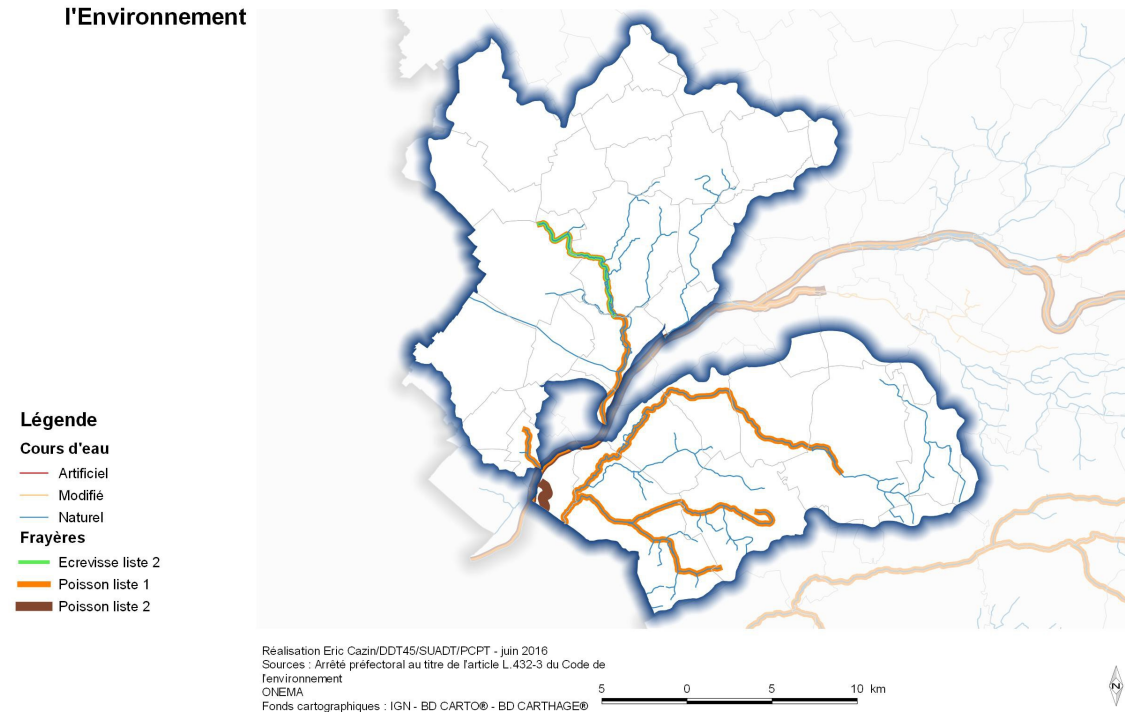 l'Environnement
Légende
Cours d'eau
Artificiel
Modifié
Naturel
Frayères
Ecrevisse liste 2
Poisson liste 1
Poisson liste 2
Réalisation Eric Cazin/DDT45/SUADT/PCPT - juin 2016
Sources : Arrêté préfectoral au titre de l'article L.432-3 du Code de
l'environnement
ONEMA
Fonds cartographiques : IGN - BD CARTO® - BD CARTHAGE®
5 0 5 10 km
N